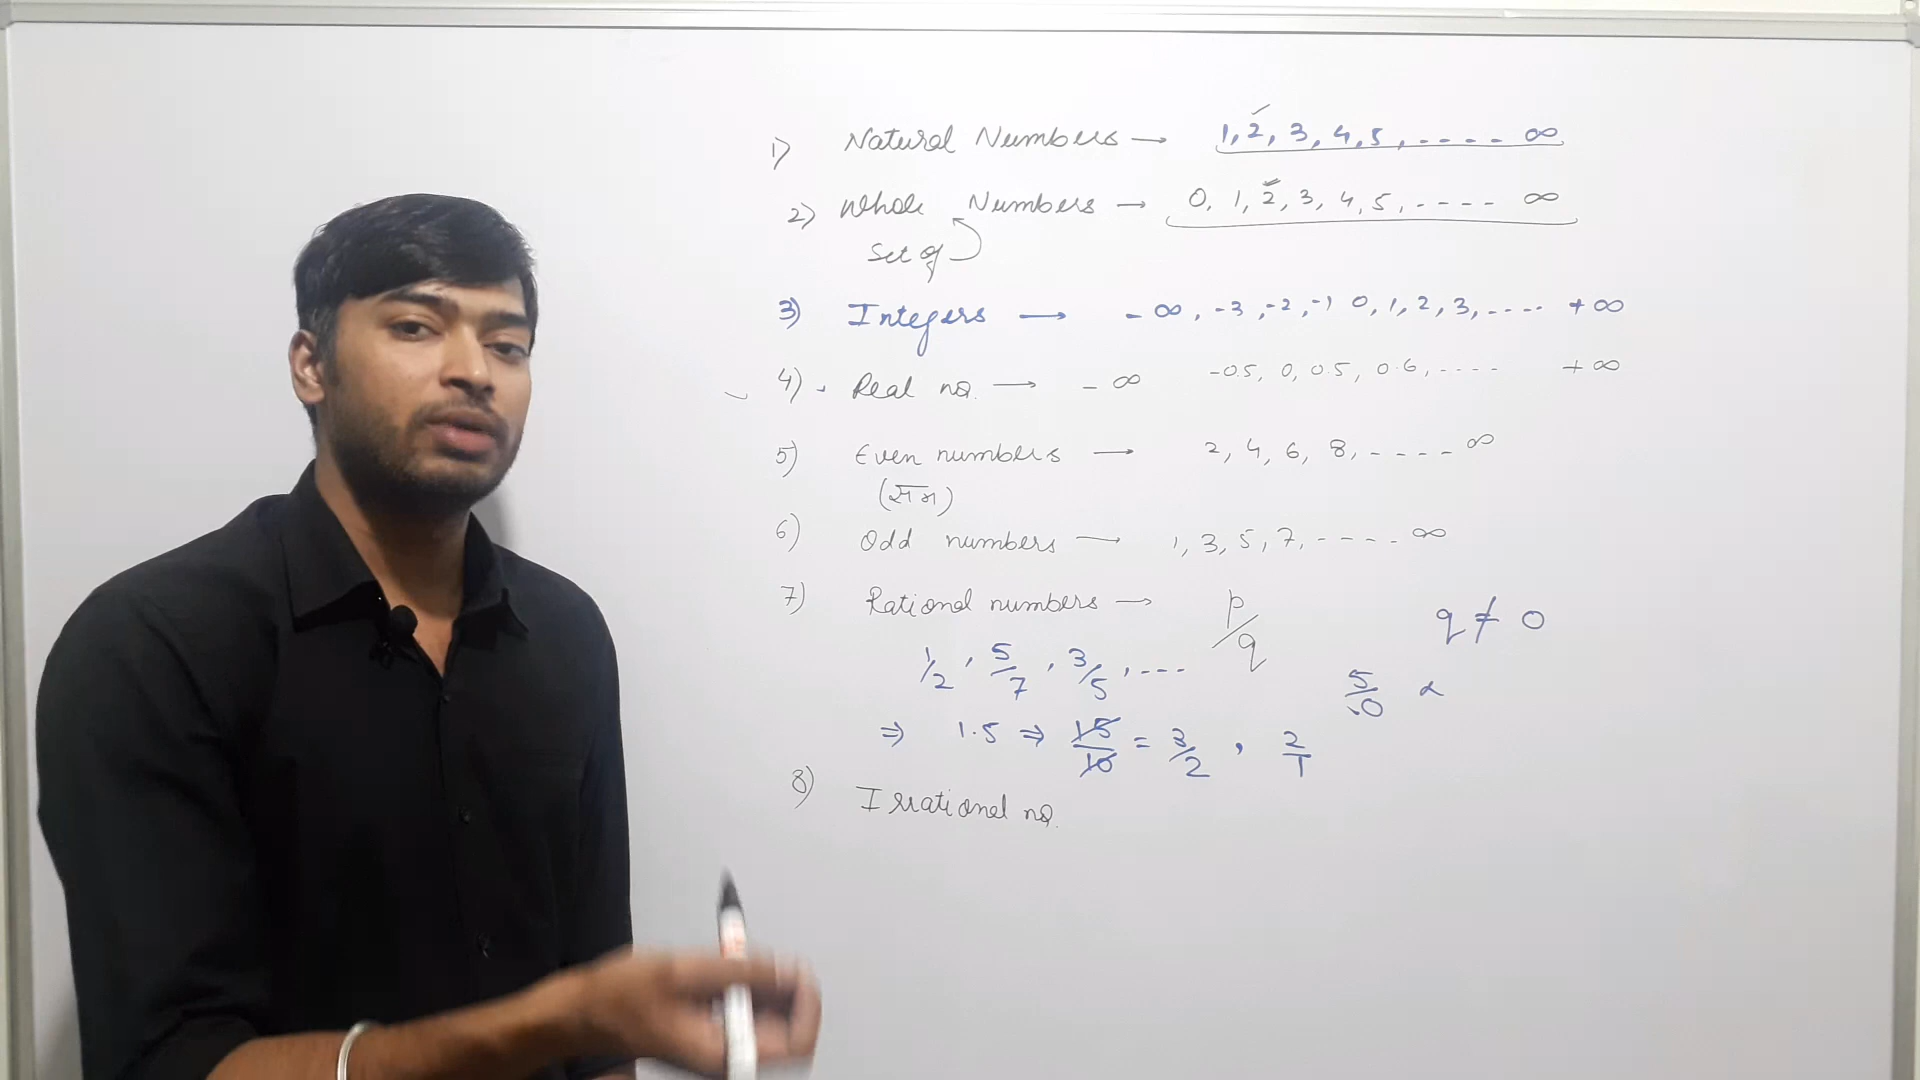 1) Natural Numbers → 1, 2, 3, 4, 5, .---- ∞
2) Whole Numbers → 0, 1, 2, 3, 4, 5, .---- ∞
Set of
3) Integers → - ∞, -3, -2, -1 0, 1, 2, 3, .... + ∞
4) Real no. → - ∞ -0.5, 0, 0.5, 0.6, .... + ∞
5) Even numbers → 2, 4, 6, 8, ---- ∞
(सम)
6) Odd numbers → 1, 3, 5, 7, ---- ∞
7) Rational numbers → p/q q ≠ 0
1/2, 5/7, 3/5, .--- 5/0 ×
⇒ 1.5 ⇒ 15/10 = 3/2, 2/1
8) Irrational no.